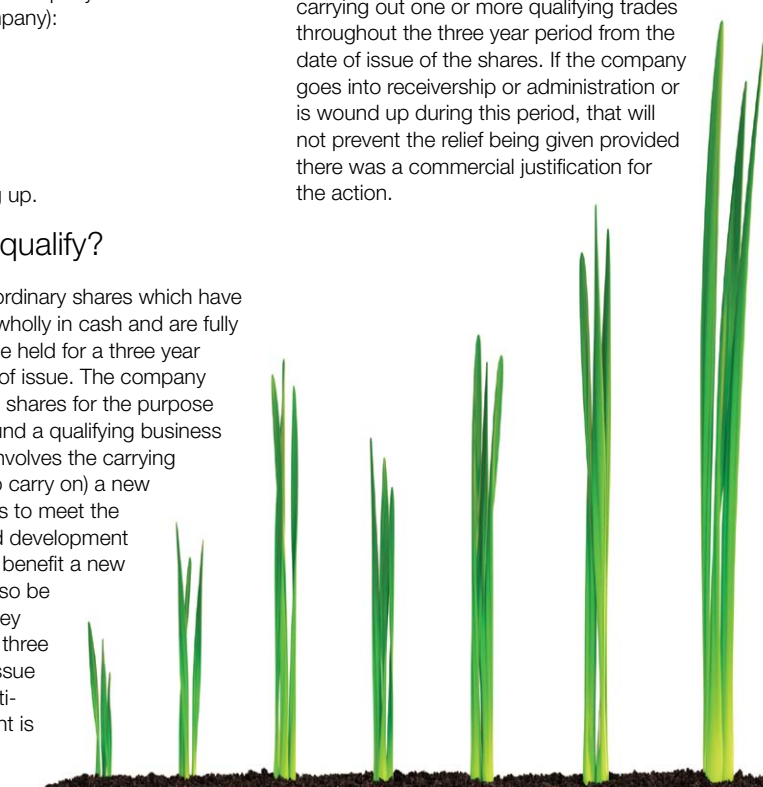 mpany):
up.
qualify?
ordinary shares which have
wholly in cash and are fully
e held for a three year
of issue. The company
shares for the purpose
und a qualifying business
nvolves the carrying
o carry on) a new
s to meet the
d development
benefit a new
so be
ey
three
ssue
ti-
nt is
carrying out one or more qualifying trades
throughout the three year period from the
date of issue of the shares. If the company
goes into receivership or administration or
is wound up during this period, that will
not prevent the relief being given provided
there was a commercial justification for
the action.